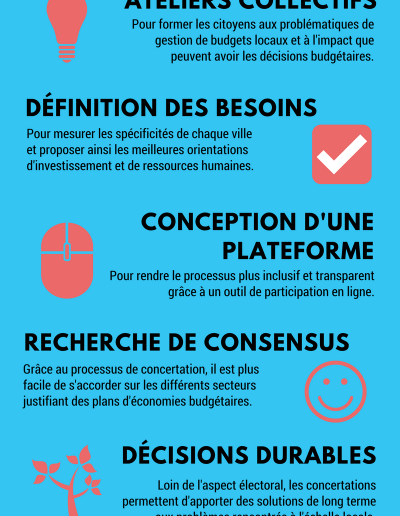 ATELIERS COLLECTIFS
Pour former les citoyens aux problématiques de
gestion de budgets locaux et à l'impact que
peuvent avoir les décisions budgétaires.
DÉFINITION DES BESOINS
Pour mesurer les spécificités de chaque ville
et proposer ainsi les meilleures orientations
d'investissement et de ressources humaines.
CONCEPTION D'UNE
PLATEFORME
Pour rendre le processus plus inclusif et transparent
grâce à un outil de participation en ligne.
RECHERCHE DE CONSENSUS
Grâce au processus de concertation, il est plus
facile de s'accorder sur les différents secteurs
justifiant des plans d'économies budgétaires.
DÉCISIONS DURABLES
Loin de l'aspect électoral, les concertations
permettent d'apporter des solutions de long terme
aux problèmes rencontrés à l'échelle locale.